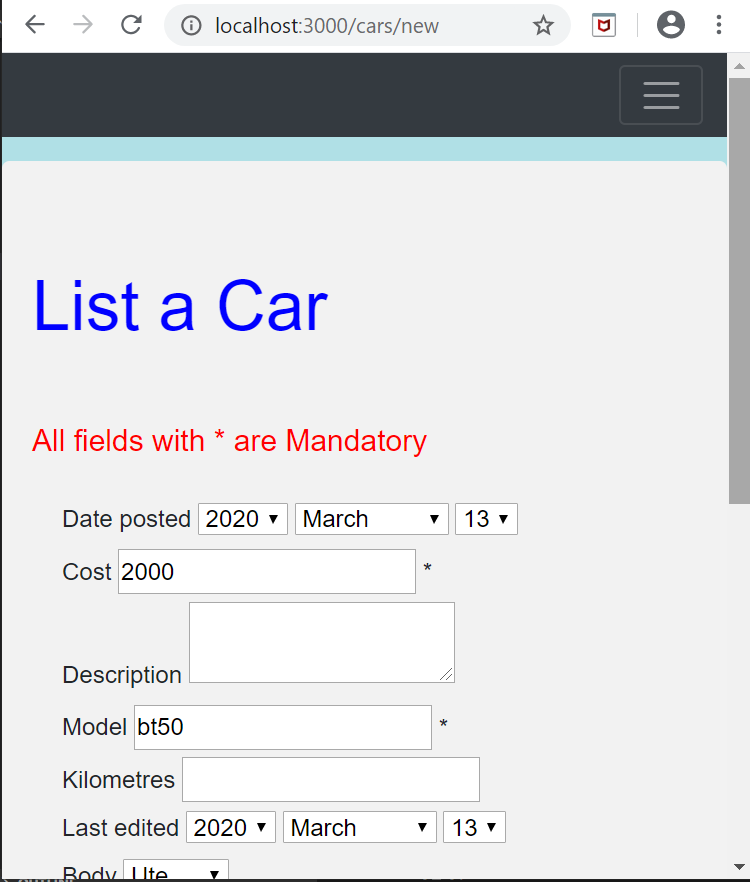 localhost:3000/cars/new
List a Car
All fields with * are Mandatory
Date posted 2020 March 13
Cost 2000 *
Description
Model bt50 *
Kilometres
Last edited 2020 March 13
Body Ute